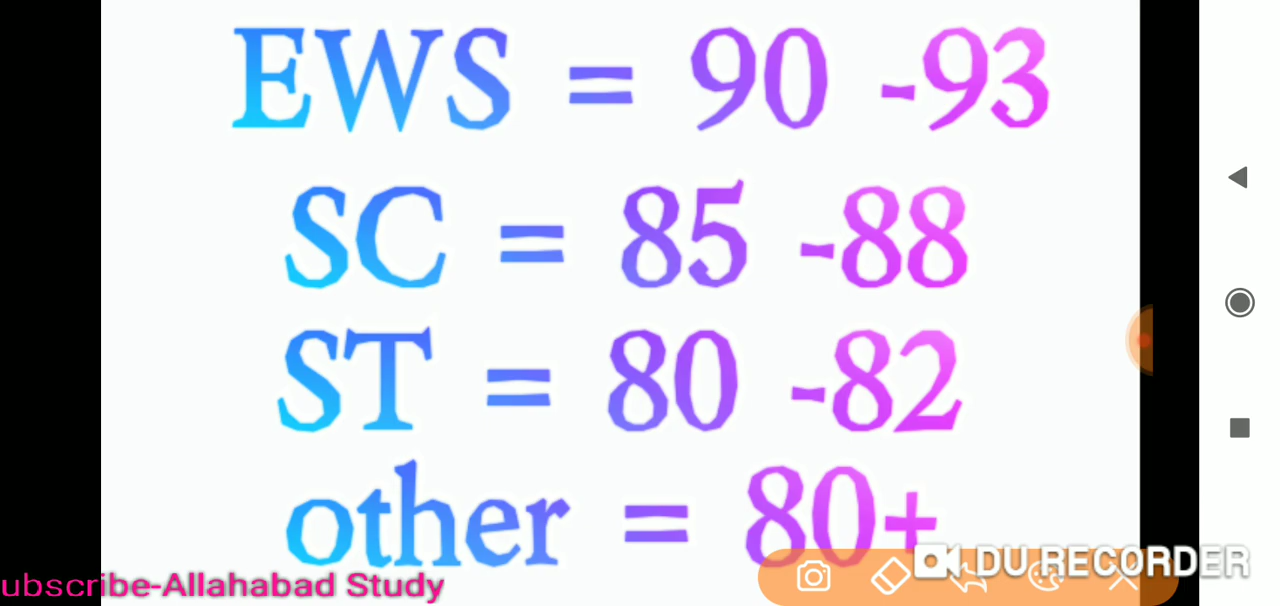 EWS = 90 -93
SC = 85 -88
ST = 80 -82
other = 80+
ubscribe-Allahabad Study
DU RECORDER